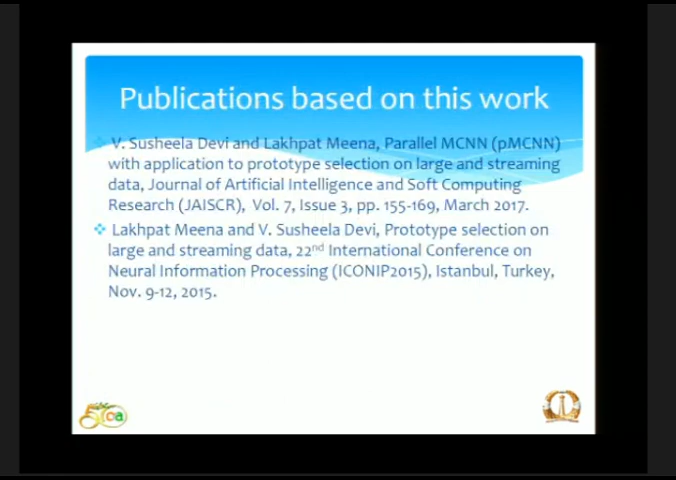 Publications based on this work
V. Susheela Devi and Lakhpat Meena, Parallel MCNN (pMCNN)
with application to prototype selection on large and streaming
data, Journal of Artificial Intelligence and Soft Computing
Research (JAISCR), Vol. 7, Issue 3, pp. 155-169, March 2017.
Lakhpat Meena and V. Susheela Devi, Prototype selection on
large and streaming data, 22nd International Conference on
Neural Information Processing (ICONIP2015), Istanbul, Turkey,
Nov. 9-12, 2015.